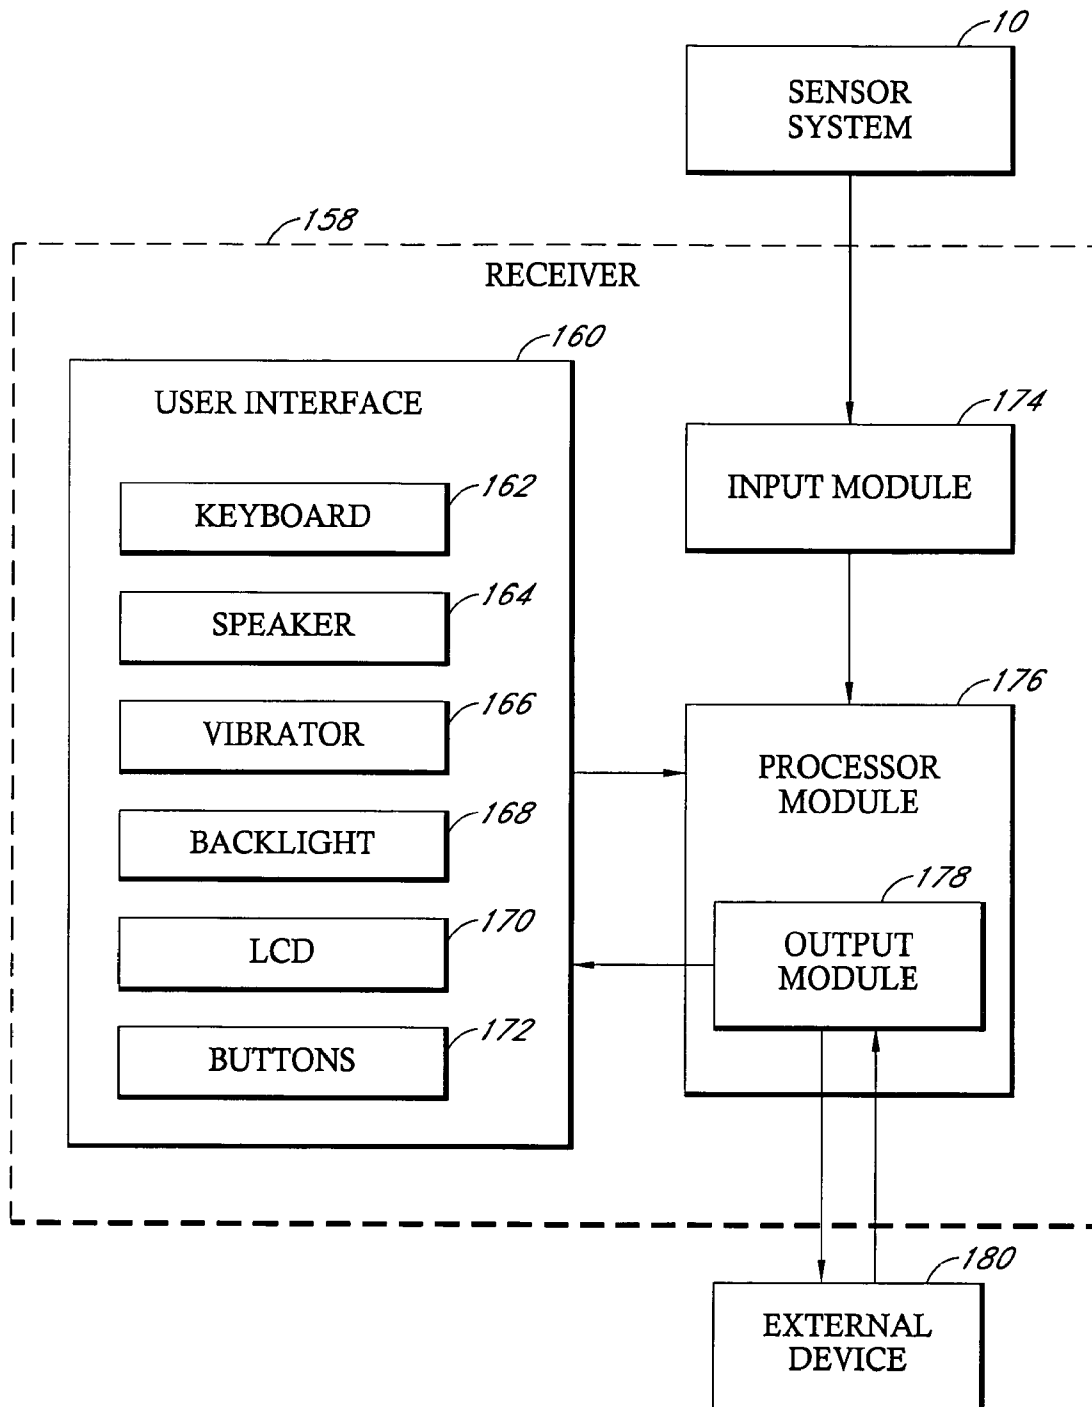 10
SENSOR
SYSTEM
158
RECEIVER
160
USER INTERFACE
174
INPUT MODULE
162
KEYBOARD
164
SPEAKER
166
VIBRATOR
168
BACKLIGHT
170
LCD
172
BUTTONS
176
PROCESSOR
MODULE
178
OUTPUT
MODULE
180
EXTERNAL
DEVICE